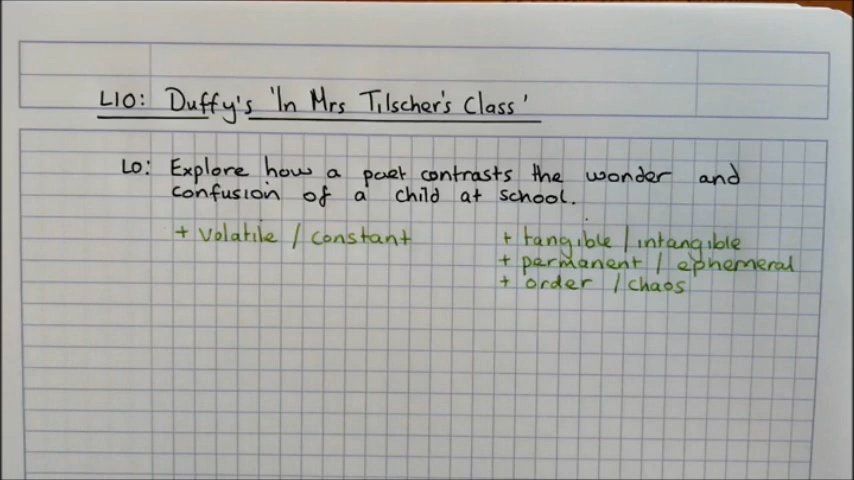 L10: Duffy's 'In Mrs Tilscher's Class'
LO: Explore how a poet contrasts the wonder and
confusion of a child at school.
+ volatile / constant
+ tangible / intangible
+ permanent / ephemeral
+ order / chaos